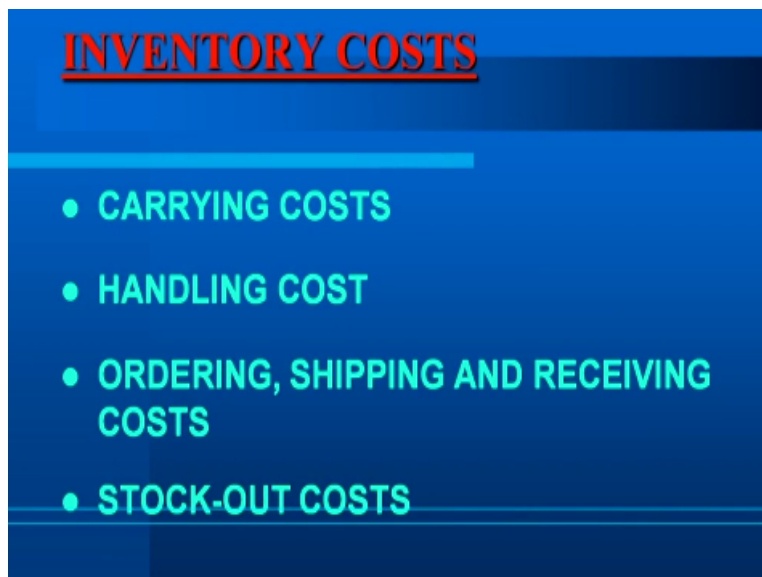 INVENTORY COSTS
• CARRYING COSTS
• HANDLING COST
• ORDERING, SHIPPING AND RECEIVING
COSTS
• STOCK-OUT COSTS